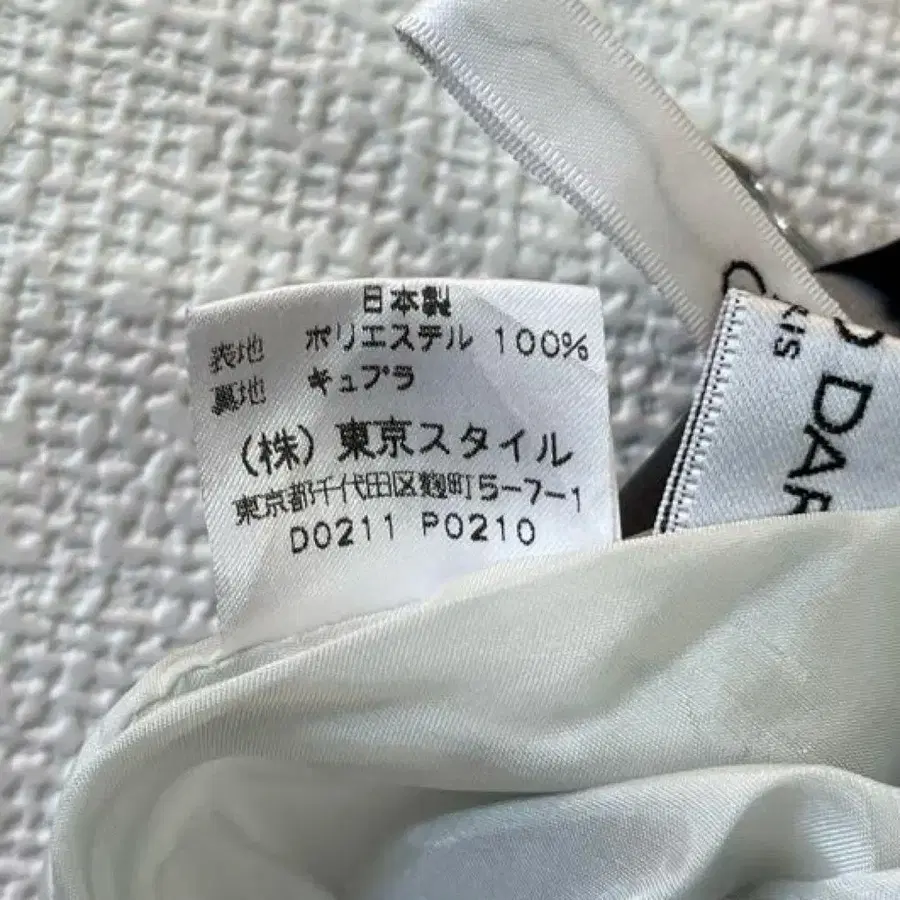 日本製
表地 ポリエステル 100%
裏地 キュプラ
(株) 東京スタイル
東京都千代田区麹町5-7-1
D0211 P0210
DAR